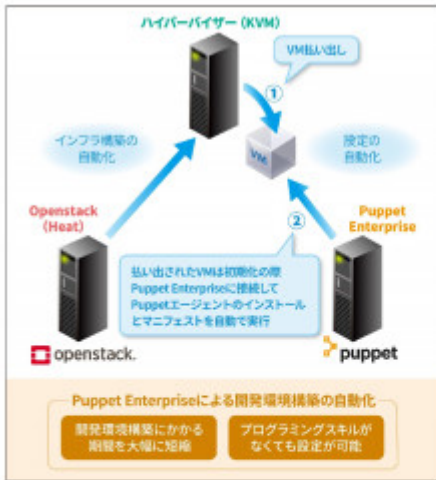 ハイパーバイザー(KVM)
VM払い出し
①
インフラ構築の
自動化
VM
設定の
自動化
Openstack
(Heat)
②
Puppet
Enterprise
払い出されたVMは初期化の際
Puppet Enterpriseに接続して
Puppetエージェントのインストール
とマニフェストを自動で実行
openstack.
puppet
Puppet Enterpriseによる開発環境構築の自動化
開発環境構築にかかる
期間を大幅に短縮
プログラミングスキルが
なくても設定が可能